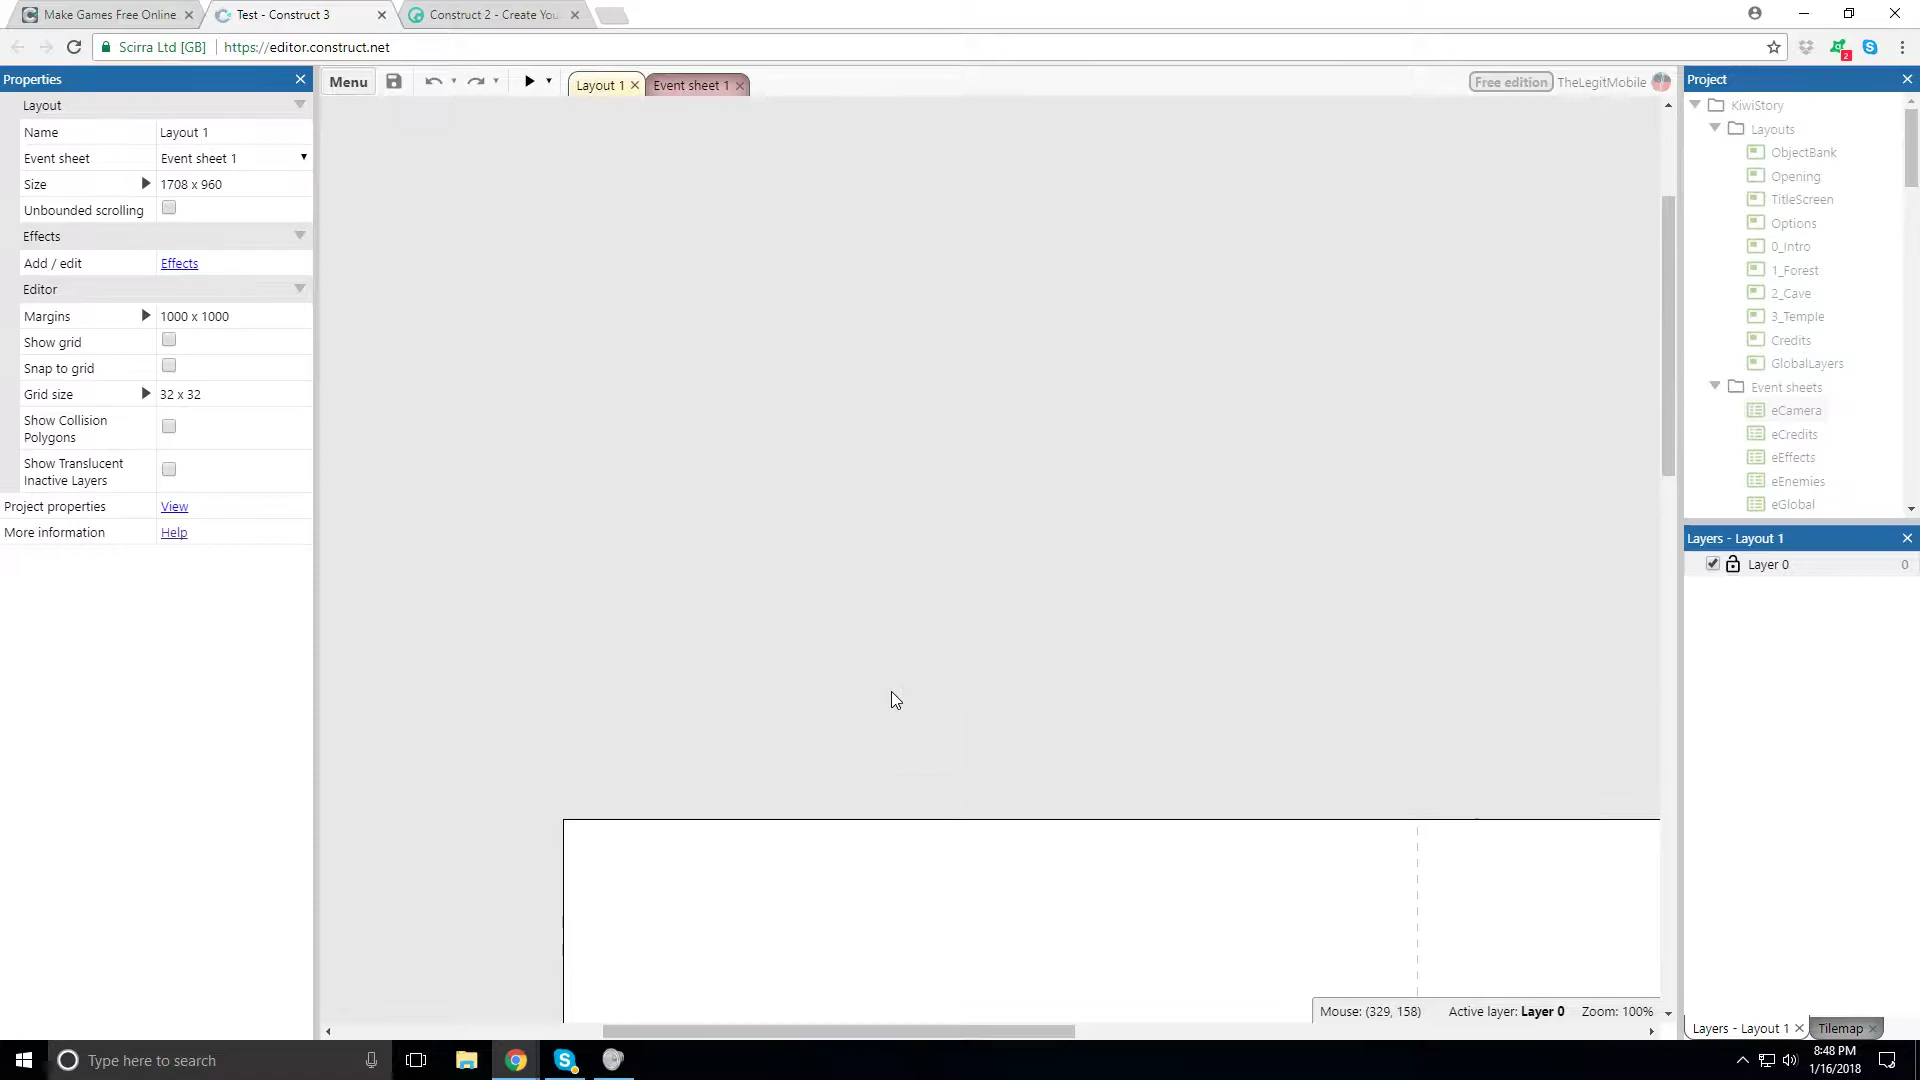 Make Games Free Online
Test - Construct 3
Construct 2 - Create You
Scirra Ltd [GB]
https://editor.construct.net
2
Properties
Menu
Layout 1
Event sheet 1
Free edition
TheLegitMobile
Project
Layout
KiwiStory
Name
Layout 1
Layouts
Event sheet
Event sheet 1
ObjectBank
Size
1708 x 960
Opening
Unbounded scrolling
TitleScreen
Effects
Options
Add / edit
Effects
0_Intro
Editor
1_Forest
Margins
1000 x 1000
2_Cave
Show grid
3_Temple
Snap to grid
Credits
Grid size
32 x 32
GlobalLayers
Show Collision
Polygons
Event sheets
Show Translucent
Inactive Layers
eCamera
Project properties
View
eCredits
More information
Help
eEffects
eEnemies
eGlobal
Layers - Layout 1
Layer 0
0
Mouse: (329, 158)
Active layer: Layer 0
Zoom: 100%
Layers - Layout 1
Tilemap
Type here to search
8:48 PM
1/16/2018